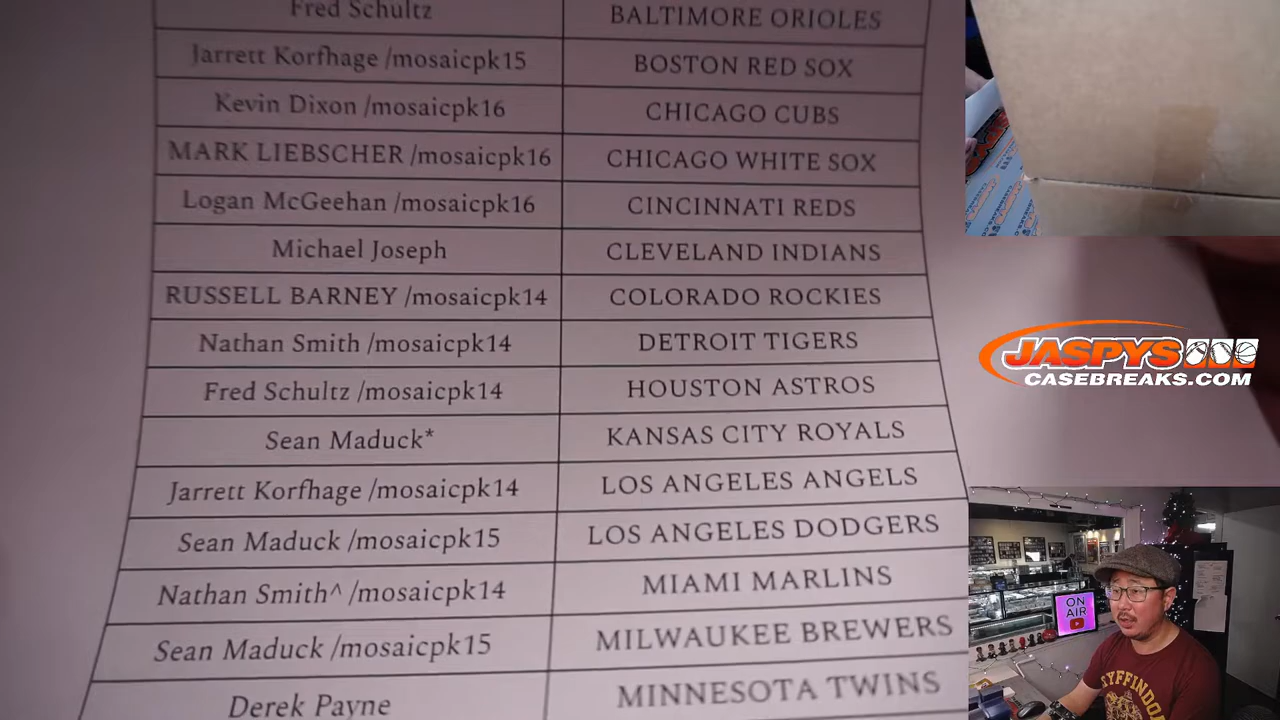 Fred Schultz BALTIMORE ORIOLES
Jarrett Korfhage /mosaicpk15 BOSTON RED SOX
Kevin Dixon /mosaicpk16 CHICAGO CUBS
MARK LIEBSCHER /mosaicpk16 CHICAGO WHITE SOX
Logan McGeehan /mosaicpk16 CINCINNATI REDS
Michael Joseph CLEVELAND INDIANS
RUSSELL BARNEY /mosaicpk14 COLORADO ROCKIES
Nathan Smith /mosaicpk14 DETROIT TIGERS
Fred Schultz /mosaicpk14 HOUSTON ASTROS
Sean Maduck* KANSAS CITY ROYALS
Jarrett Korfhage /mosaicpk14 LOS ANGELES ANGELS
Sean Maduck /mosaicpk15 LOS ANGELES DODGERS
Nathan Smith^ /mosaicpk14 MIAMI MARLINS
Sean Maduck /mosaicpk15 MILWAUKEE BREWERS
Derek Payne MINNESOTA TWINS
JASPYS
CASEBREAKS.COM
ON
AIR
GRYFFINDOR